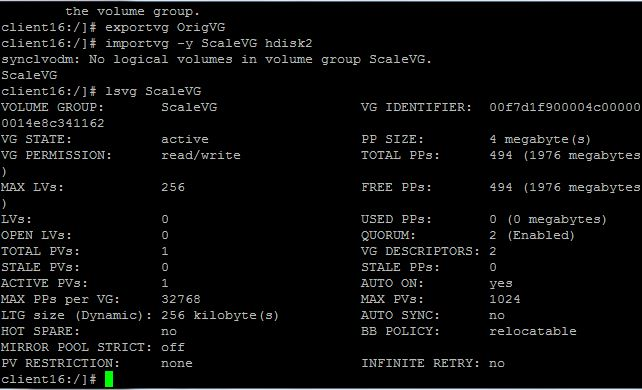 the volume group.
client16:/]# exportvg OrigVG
client16:/]# importvg -y ScaleVG hdisk2
synclvodm: No logical volumes in volume group ScaleVG.
ScaleVG
client16:/]# lsvg ScaleVG
VOLUME GROUP:       ScaleVG                  VG IDENTIFIER:  00f7d1f900004c00000
0014e8c341162
VG STATE:           active                   PP SIZE:        4 megabyte(s)
VG PERMISSION:      read/write               TOTAL PPs:      494 (1976 megabytes
)
MAX LVs:            256                      FREE PPs:       494 (1976 megabytes
)
LVs:                0                        USED PPs:       0 (0 megabytes)
OPEN LVs:           0                        QUORUM:         2 (Enabled)
TOTAL PVs:          1                        VG DESCRIPTORS: 2
STALE PVs:          0                        STALE PPs:      0
ACTIVE PVs:         1                        AUTO ON:        yes
MAX PPs per VG:     32768                    MAX PVs:        1024
LTG size (Dynamic): 256 kilobyte(s)          AUTO SYNC:      no
HOT SPARE:          no                       BB POLICY:      relocatable
MIRROR POOL STRICT: off
PV RESTRICTION:     none                     INFINITE RETRY: no
client16:/]#